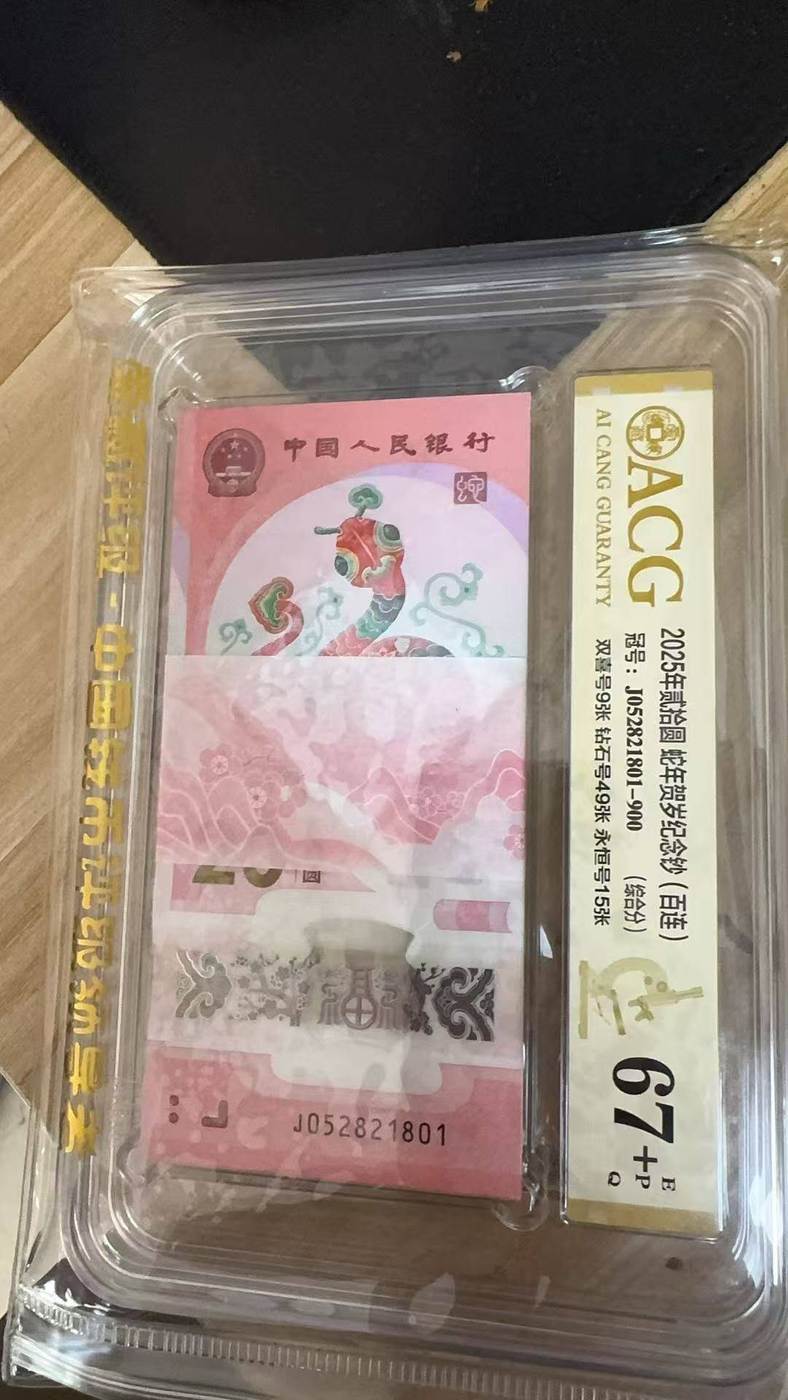 中国人民银行
20
圆
J052821801
ACG
AI CANG GUARANTY
2025年贰拾圆 蛇年贺岁纪念钞（百连）
冠号：J052821801-900 （综合分）
双喜号9张 钻石号49张 永恒号15张
67+
E
P
Q